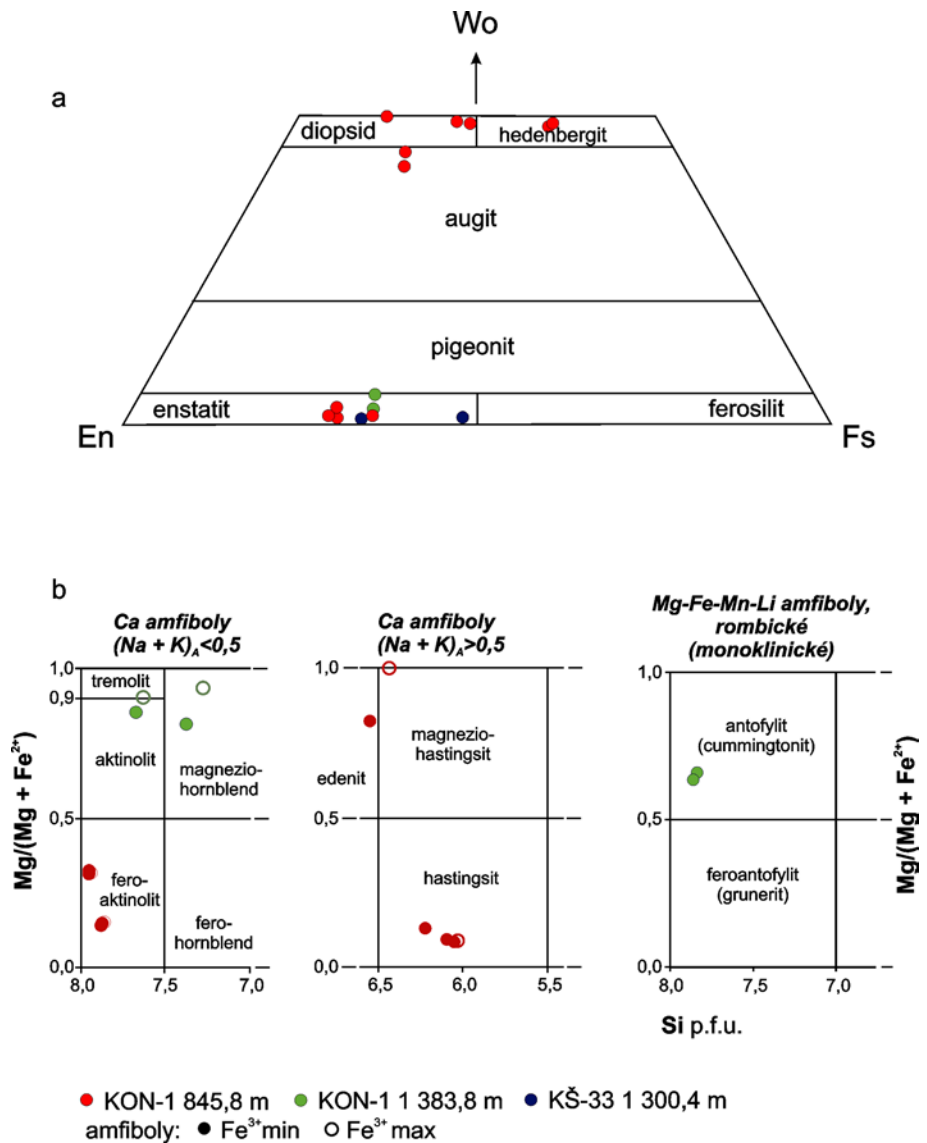 a
Wo
diopsid
hedenbergit
augit
pigeonit
enstatit
ferosilit
En
Fs
b
Ca amfiboly
(Na + K)A<0,5
Ca amfiboly
(Na + K)A>0,5
Mg-Fe-Mn-Li amfiboly,
rombické
(monoklinické)
Mg/(Mg + Fe²⁺)
1,0
0,9
0,5
0,0
tremolit
aktinolit
magnezio-
hornblend
fero-
aktinolit
fero-
hornblend
8,0
7,5
7,0
1,0
0,5
0,0
edenit
magnezio-
hastingsit
hastingsit
6,5
6,0
5,5
1,0
0,5
0,0
antofylit
(cummingtonit)
feroantofylit
(grunerit)
8,0
7,5
7,0
Mg/(Mg + Fe²⁺)
Si p.f.u.
KON-1 845,8 m
KON-1 1 383,8 m
KŠ-33 1 300,4 m
amfiboly:
Fe³⁺min
Fe³⁺max